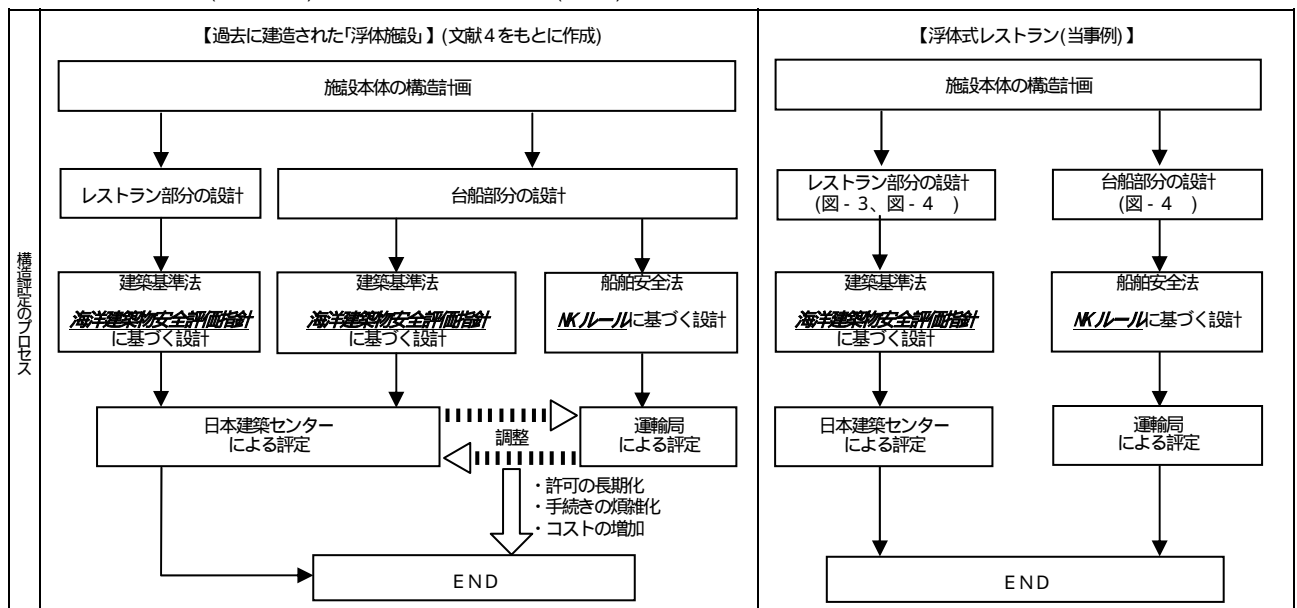 構造評定のプロセス
【過去に建造された「浮体施設」】(文献4をもとに作成)
施設本体の構造計画
レストラン部分の設計
台船部分の設計
建築基準法
海洋建築物安全評価指針
に基づく設計
建築基準法
海洋建築物安全評価指針
に基づく設計
船舶安全法
NKルールに基づく設計
日本建築センター
による評定
調整
運輸局
による評定
・許可の長期化
・手続きの煩雑化
・コストの増加
END
【浮体式レストラン(当事例)】
施設本体の構造計画
レストラン部分の設計
(図-3、図-4 )
台船部分の設計
(図-4 )
建築基準法
海洋建築物安全評価指針
に基づく設計
船舶安全法
NKルールに基づく設計
日本建築センター
による評定
運輸局
による評定
END